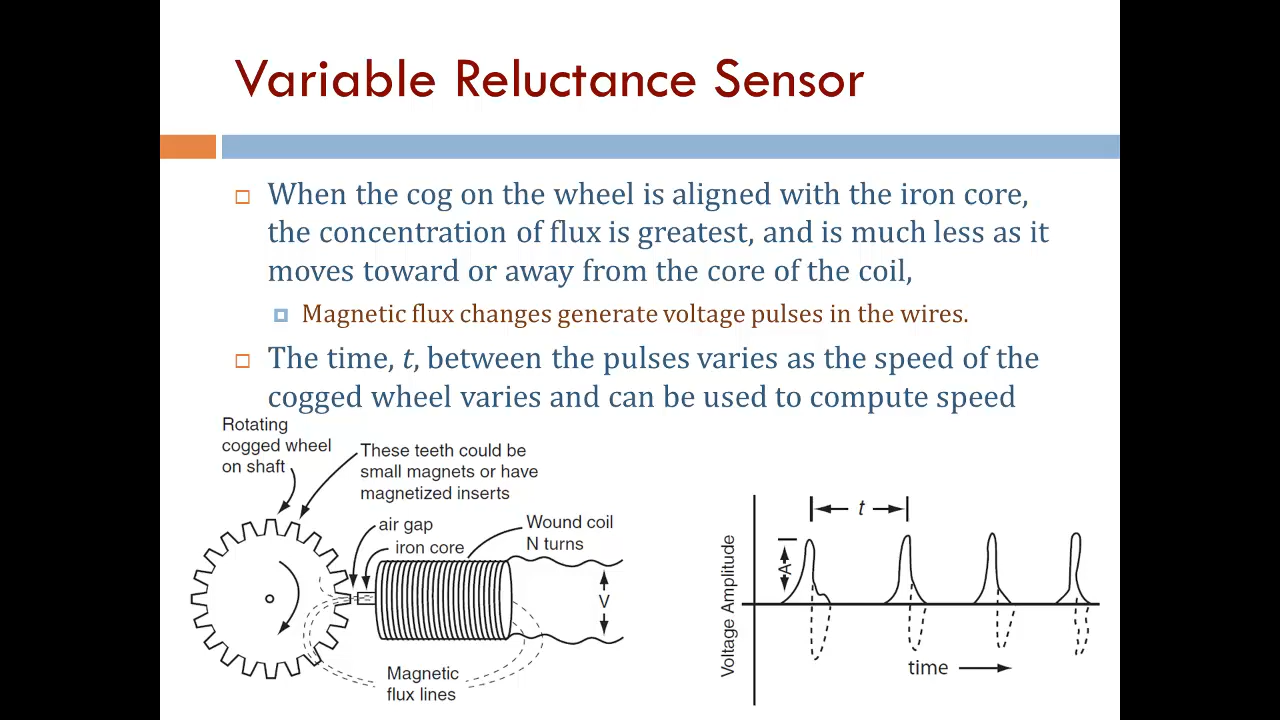 Variable Reluctance Sensor
When the cog on the wheel is aligned with the iron core,
the concentration of flux is greatest, and is much less as it
moves toward or away from the core of the coil,
Magnetic flux changes generate voltage pulses in the wires.
The time, t, between the pulses varies as the speed of the
cogged wheel varies and can be used to compute speed
Rotating
cogged wheel
on shaft
These teeth could be
small magnets or have
magnetized inserts
air gap
iron core
Wound coil
N turns
V
Magnetic
flux lines
Voltage Amplitude
t
A
time